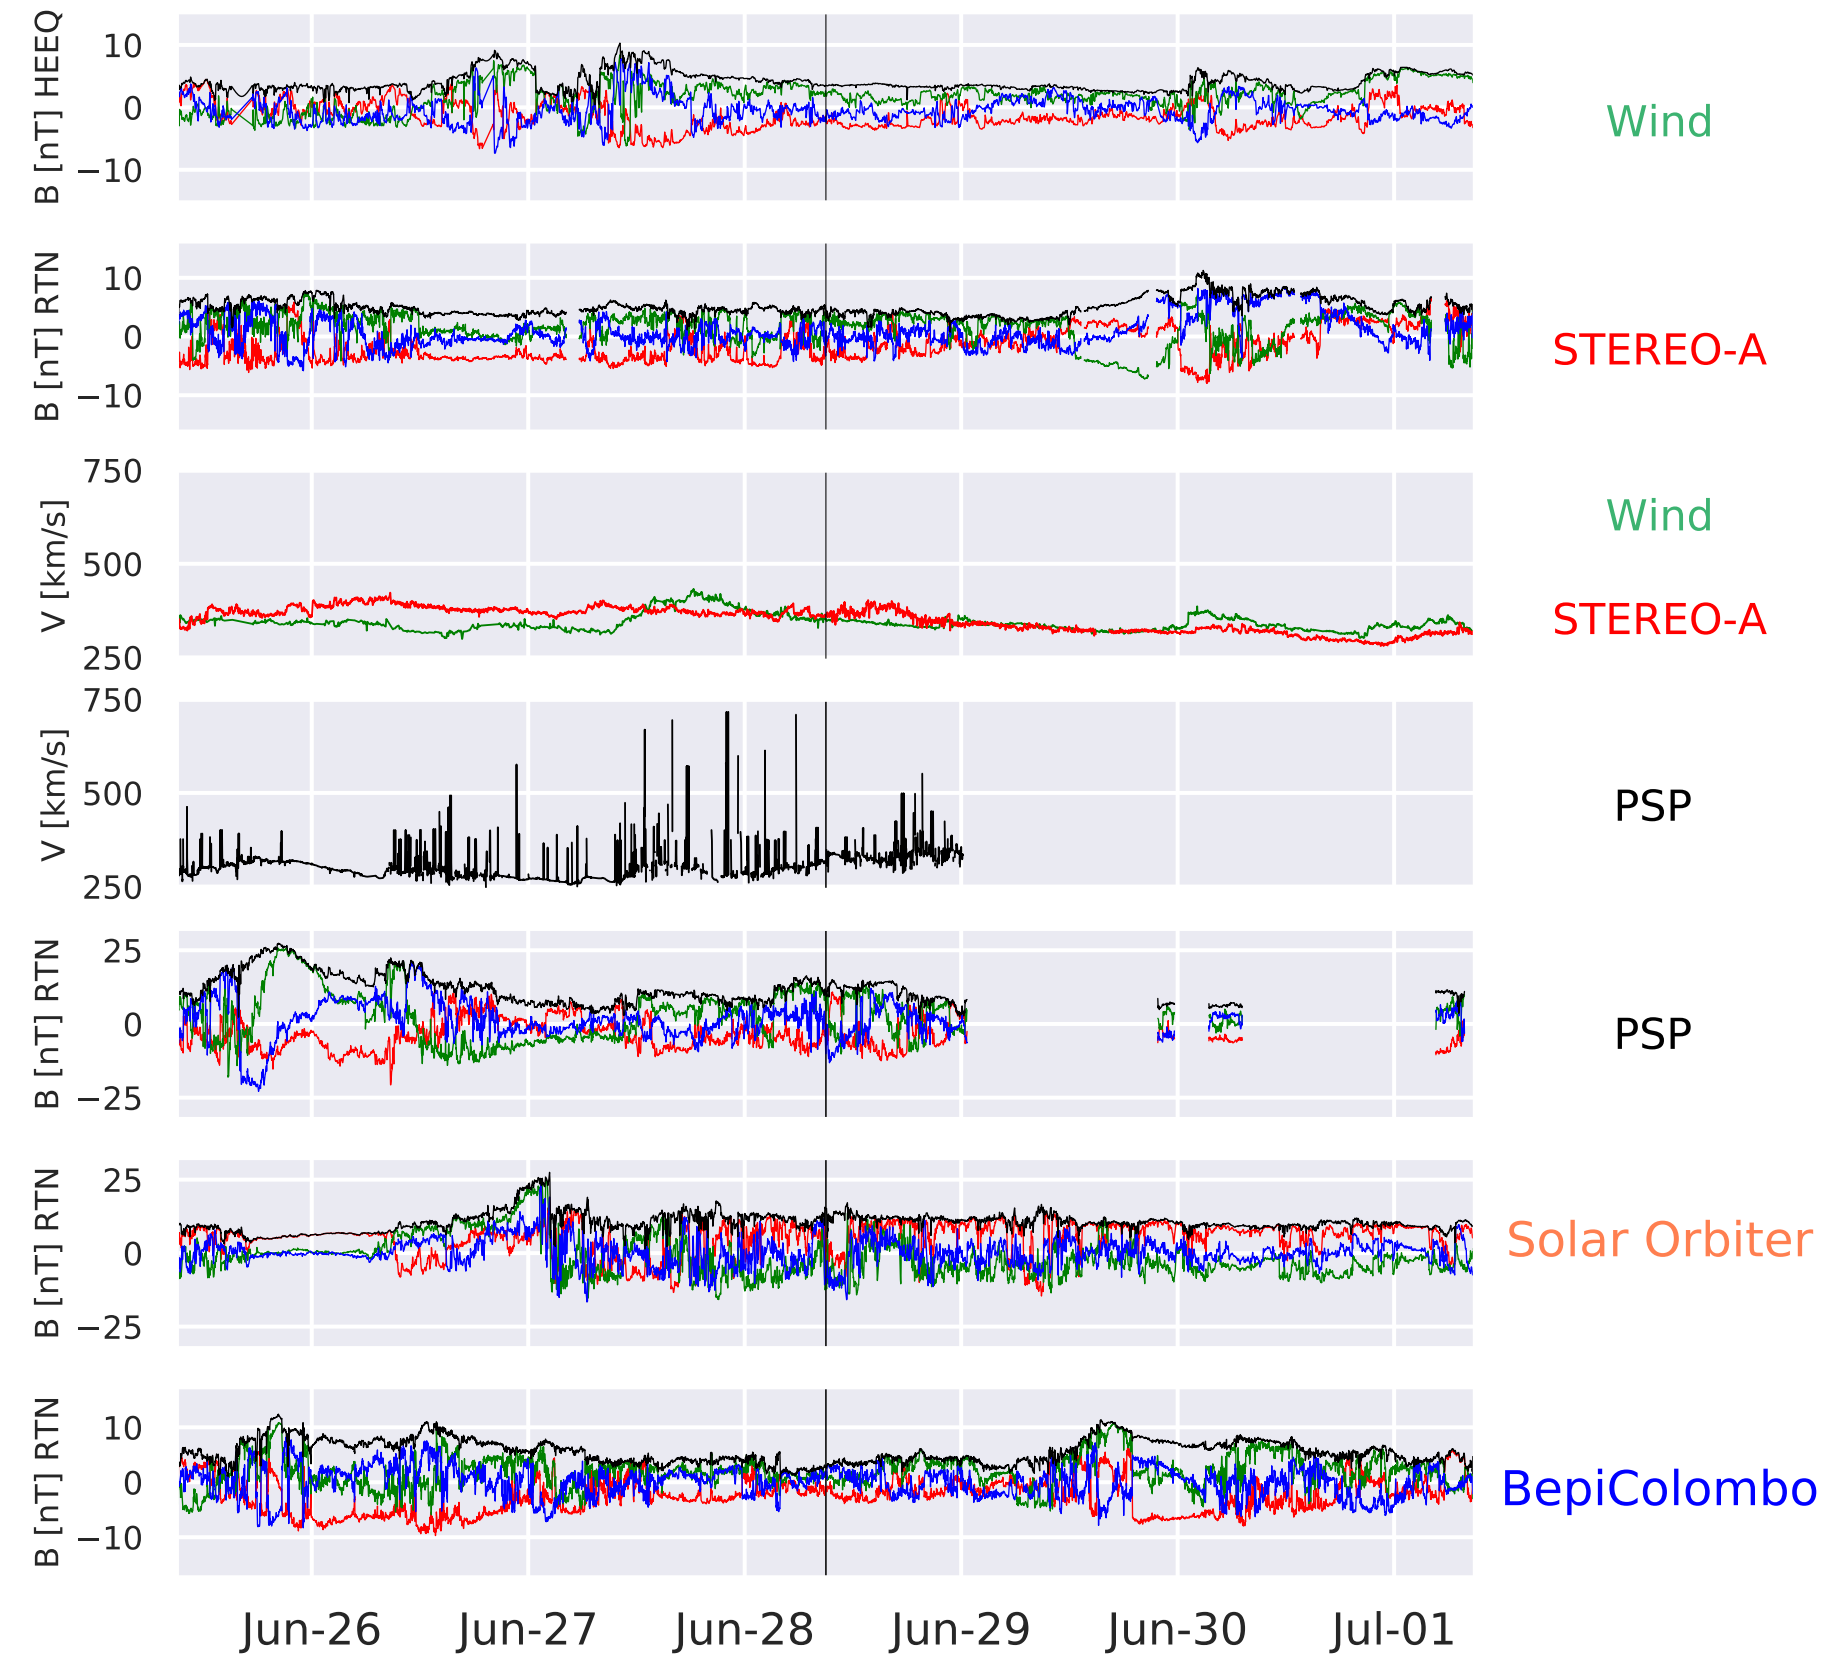 B [nT] HEEQ
10
0
−10
Wind
B [nT] RTN
10
0
−10
STEREO-A
V [km/s]
750
500
250
Wind
STEREO-A
V [km/s]
750
500
250
PSP
B [nT] RTN
25
0
−25
PSP
B [nT] RTN
25
0
−25
Solar Orbiter
B [nT] RTN
10
0
−10
BepiColombo
Jun-26 Jun-27 Jun-28 Jun-29 Jun-30 Jul-01